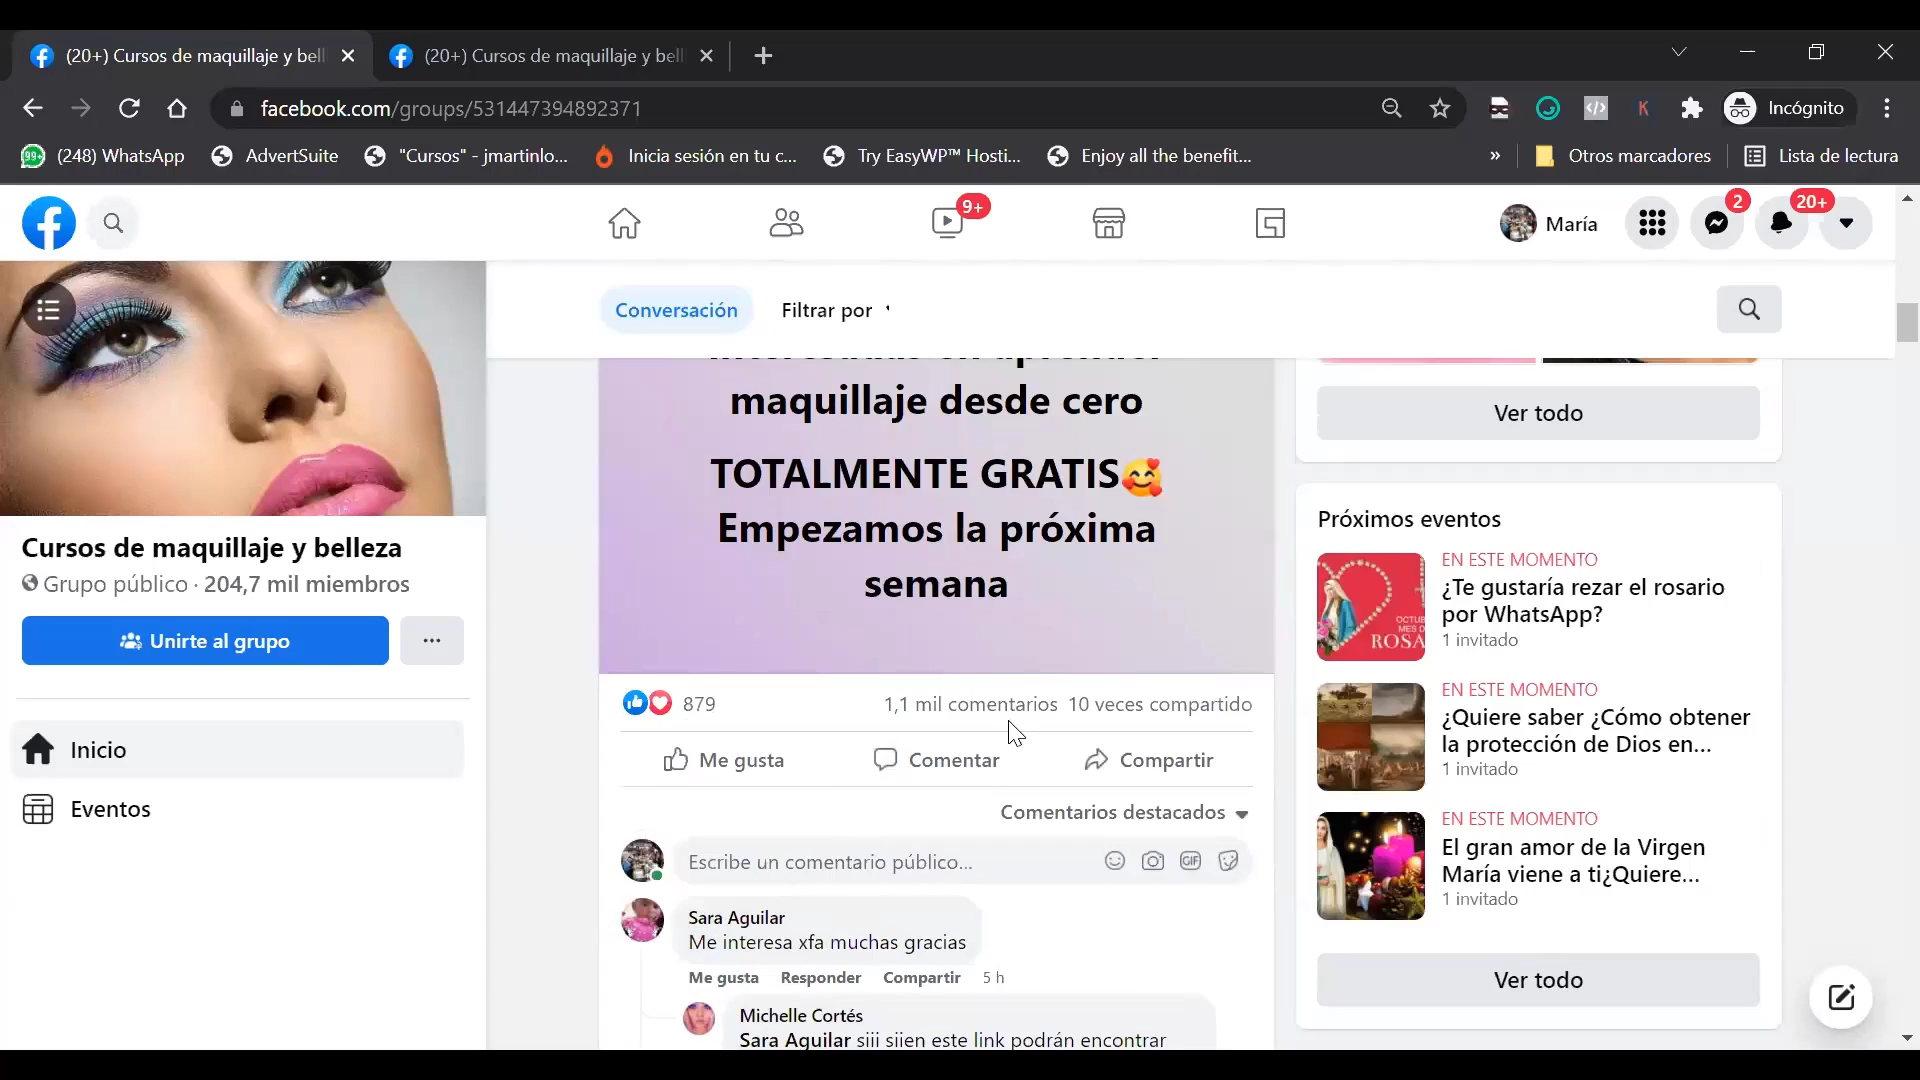 (20+) Cursos de maquillaje y bell
(20+) Cursos de maquillaje y bell
facebook.com/groups/531447394892371
Incógnito
(248) WhatsApp
AdvertSuite
"Cursos" - jmartinlo...
Inicia sesión en tu c...
Try EasyWP™ Hosti...
Enjoy all the benefit...
»
Otros marcadores
Lista de lectura
9+
María
2
20+
Conversación
Filtrar por
maquillaje desde cero
TOTALMENTE GRATIS🥰
Empezamos la próxima
semana
Cursos de maquillaje y belleza
Grupo público · 204,7 mil miembros
Unirte al grupo
Inicio
Eventos
879
1,1 mil comentarios 10 veces compartido
Me gusta
Comentar
Compartir
Comentarios destacados
Escribe un comentario público...
GIF
Sara Aguilar
Me interesa xfa muchas gracias
Me gusta Responder Compartir 5 h
Michelle Cortés
Sara Aguilar siii siien este link podrán encontrar
Ver todo
Próximos eventos
EN ESTE MOMENTO
¿Te gustaría rezar el rosario
por WhatsApp?
1 invitado
EN ESTE MOMENTO
¿Quiere saber ¿Cómo obtener
la protección de Dios en...
1 invitado
EN ESTE MOMENTO
El gran amor de la Virgen
María viene a ti¿Quiere...
1 invitado
Ver todo